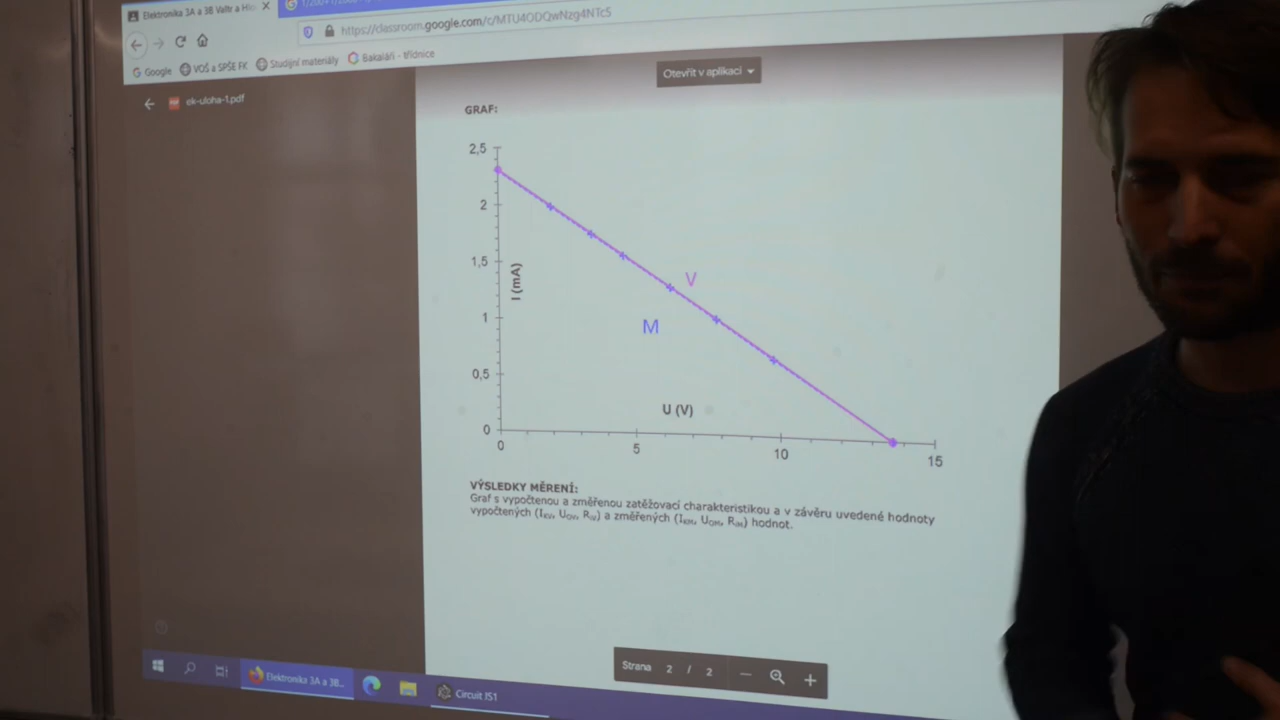 Elektronika 3A a 3B Valtr a Hlo
https://classroom.google.com/c/MTU4ODQwNzg4NTc5
Google VOŠ a SPŠE FK Studijní materiály Bakaláři - třídnice
ek-uloha-1.pdf
Otevřít v aplikaci
GRAF:
2,5
2
1,5
1
0,5
0
I (mA)
V
M
U (V)
0 5 10 15
VÝSLEDKY MĚRENÍ:
Graf s vypočtenou a změřenou zatěžovací charakteristikou a v závěru uvedené hodnoty
vypočtených (I, U, R) a změřených (I, U, R) hodnot.
Strana 2 / 2
Elektronika 3A a 3B...
Circuit JS1